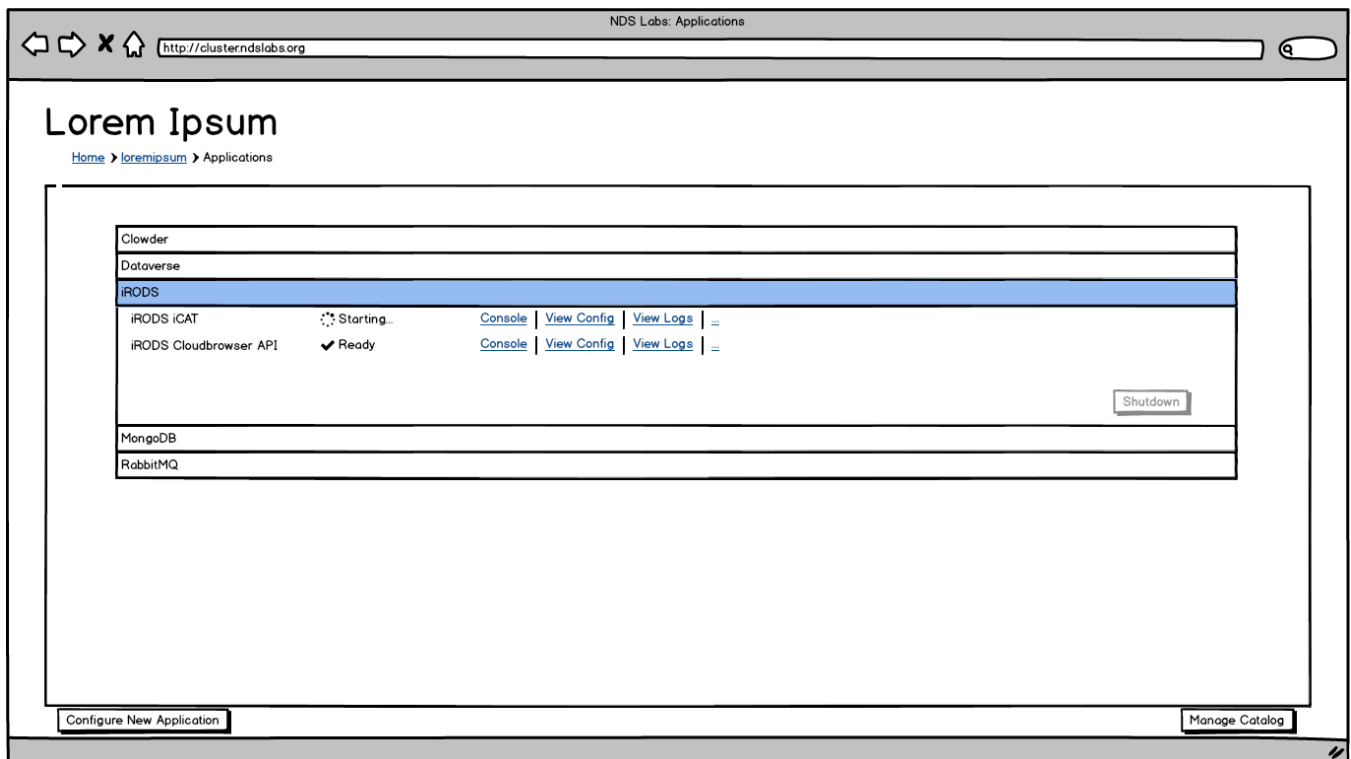 NDS Labs: Applications
http://cluster.ndslabs.org
Lorem Ipsum
Home > loremipsum > Applications
Clowder
Dataverse
iRODS
iRODS iCAT Starting... Console | View Config | View Logs | ...
iRODS Cloudbrowser API Ready Console | View Config | View Logs | ...
Shutdown
MongoDB
RabbitMQ
Configure New Application Manage Catalog